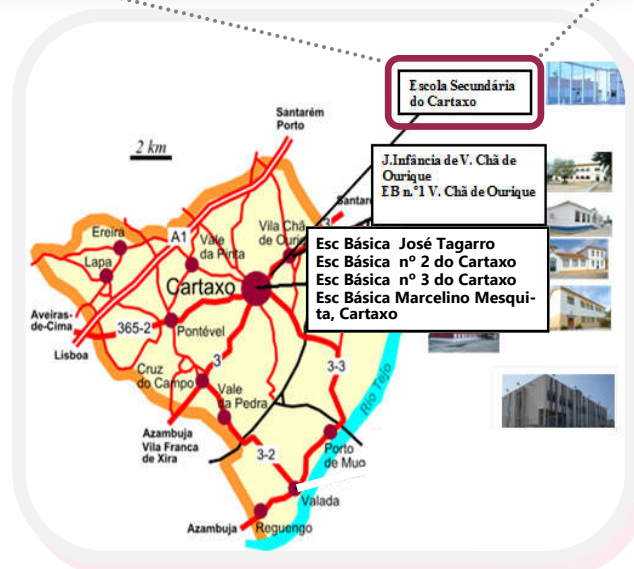 Escola Secundária
do Cartaxo
Santarém
Porto
2 km
J.Infância de V. Chã de
Ourique
EB n.º1 V. Chã de Ourique
Santar
3
Ereira
A1
Vale
da Pinta
Vila Chã
de Ouri
Lapa
Cartaxo
Esc Básica José Tagarro
Esc Básica nº 2 do Cartaxo
Esc Básica nº 3 do Cartaxo
Esc Básica Marcelino Mesqui-
ta, Cartaxo
Aveiras-
de-Cima
365-2
Pontével
Lisboa
3
3-3
Rio Tejo
Cruz
do Campo
Vale
da Pedra
Azambuja
Vila Franca
de Xira
3-2
Porto
de Mug
Valada
Azambuja
Reguengo